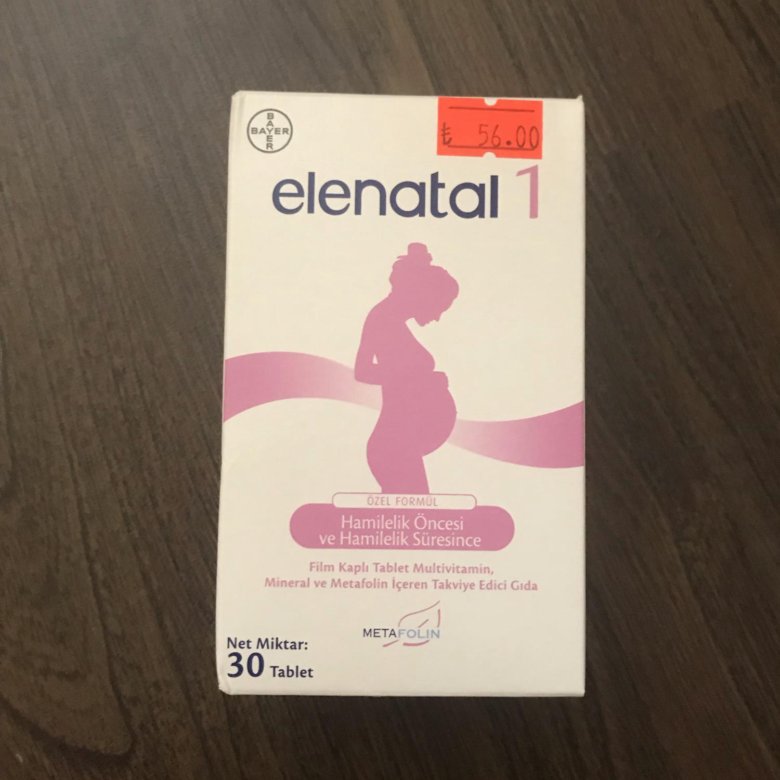 BAYER
BAYER
₺ 56.00
elenatal 1
ÖZEL FORMÜL
Hamilelik Öncesi
ve Hamilelik Süresince
Film Kaplı Tablet Multivitamin,
Mineral ve Metafolin İçeren Takviye Edici Gıda
METAFOLIN
Net Miktar:
30 Tablet